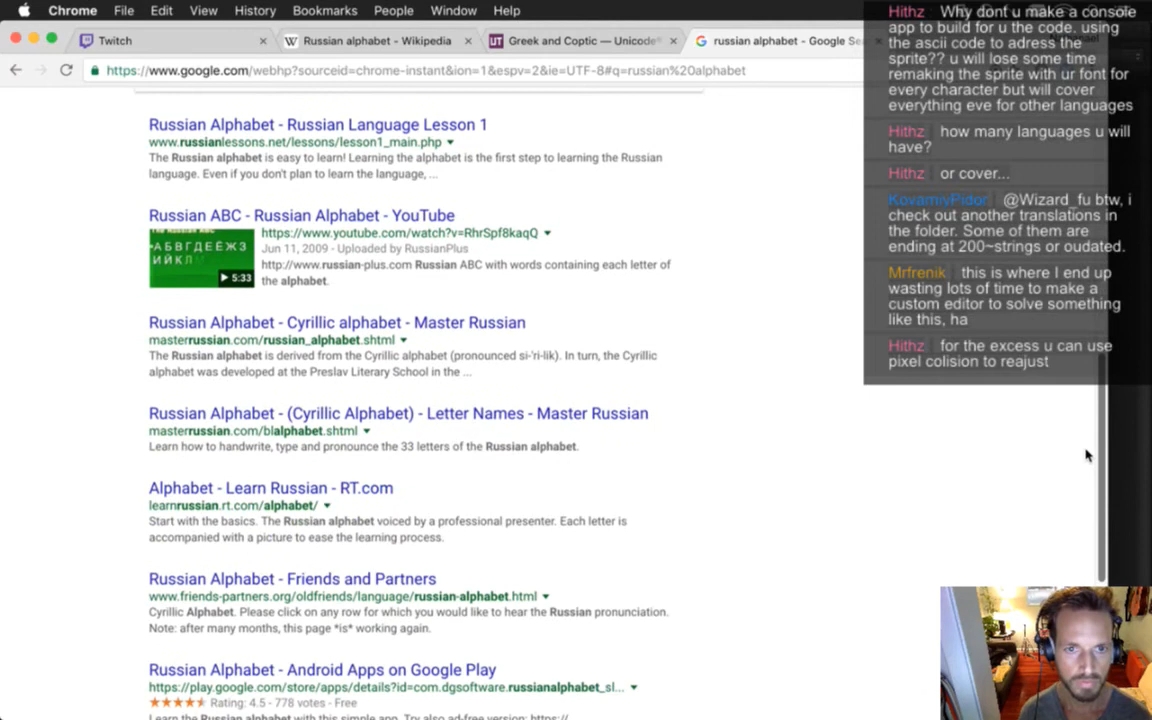 Chrome File Edit View History Bookmarks People Window Help
Twitch
Russian alphabet - Wikipedia
Greek and Coptic — Unicode
russian alphabet - Google Se
https://www.google.com/webhp?sourceid=chrome-instant&ion=1&espv=2&ie=UTF-8#q=russian%20alphabet
Russian Alphabet - Russian Language Lesson 1
www.russianlessons.net/lessons/lesson1_main.php
The Russian alphabet is easy to learn! Learning the alphabet is the first step to learning the Russian
language. Even if you don't plan to learn the language, ...
Russian ABC - Russian Alphabet - YouTube
https://www.youtube.com/watch?v=RhrSpf8kaqQ
Jun 11, 2009 - Uploaded by RussianPlus
http://www.russian-plus.com Russian ABC with words containing each letter of
the alphabet.
The Russian ABC
А Б В Г Д Е Ё Ж З
И Й К Л
5:33
Russian Alphabet - Cyrillic alphabet - Master Russian
masterrussian.com/russian_alphabet.shtml
The Russian alphabet is derived from the Cyrillic alphabet (pronounced si-'ri-lik). In turn, the Cyrillic
alphabet was developed at the Preslav Literary School in the ...
Russian Alphabet - (Cyrillic Alphabet) - Letter Names - Master Russian
masterrussian.com/blalphabet.shtml
Learn how to handwrite, type and pronounce the 33 letters of the Russian alphabet.
Alphabet - Learn Russian - RT.com
learnrussian.rt.com/alphabet/
Start with the basics. The Russian alphabet voiced by a professional presenter. Each letter is
accompanied with a picture to ease the learning process.
Russian Alphabet - Friends and Partners
www.friends-partners.org/oldfriends/language/russian-alphabet.html
Cyrillic Alphabet. Please click on any row for which you would like to hear the Russian pronunciation.
Note: after many months, this page *is* working again.
Russian Alphabet - Android Apps on Google Play
https://play.google.com/store/apps/details?id=com.dgsoftware.russianalphabet_sl...
Rating: 4.5 - 778 votes - Free
Learn the Russian alphabet with this simple app. Try also ad-free version: https://
Hithz Why dont u make a console
app to build for u the code. using
the ascii code to adress the
sprite?? u will lose some time
remaking the sprite with ur font for
every character but will cover
everything eve for other languages
Hithz how many languages u will
have?
Hithz or cover...
KovamiyPidor @Wizard_fu btw, i
check out another translations in
the folder. Some of them are
ending at 200~strings or oudated.
Mrfrenik this is where I end up
wasting lots of time to make a
custom editor to solve something
like this, ha
Hithz for the excess u can use
pixel colision to reajust